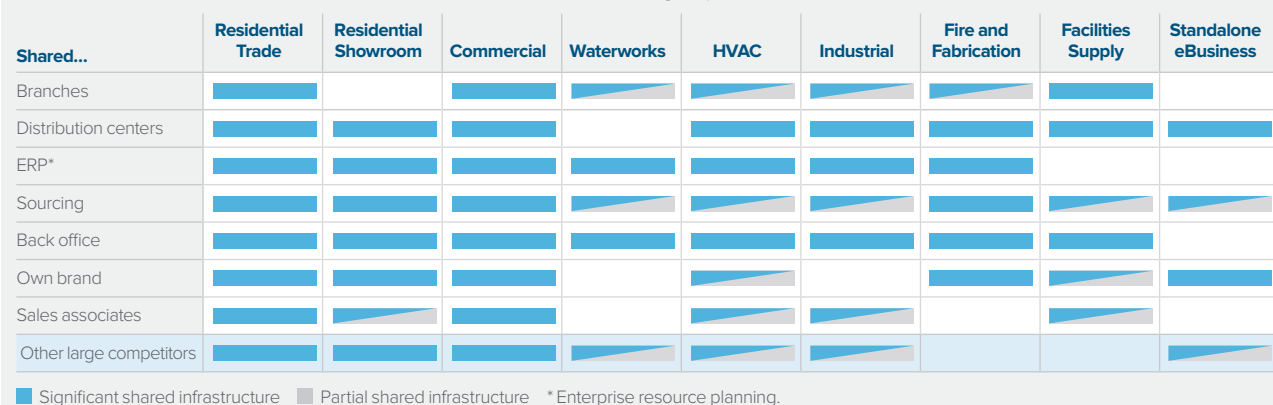 Residential Trade Residential Showroom Commercial Waterworks HVAC Industrial Fire and Fabrication Facilities Supply Standalone eBusiness
Shared...
Branches
Distribution centers
ERP*
Sourcing
Back office
Own brand
Sales associates
Other large competitors
Significant shared infrastructure Partial shared infrastructure * Enterprise resource planning.